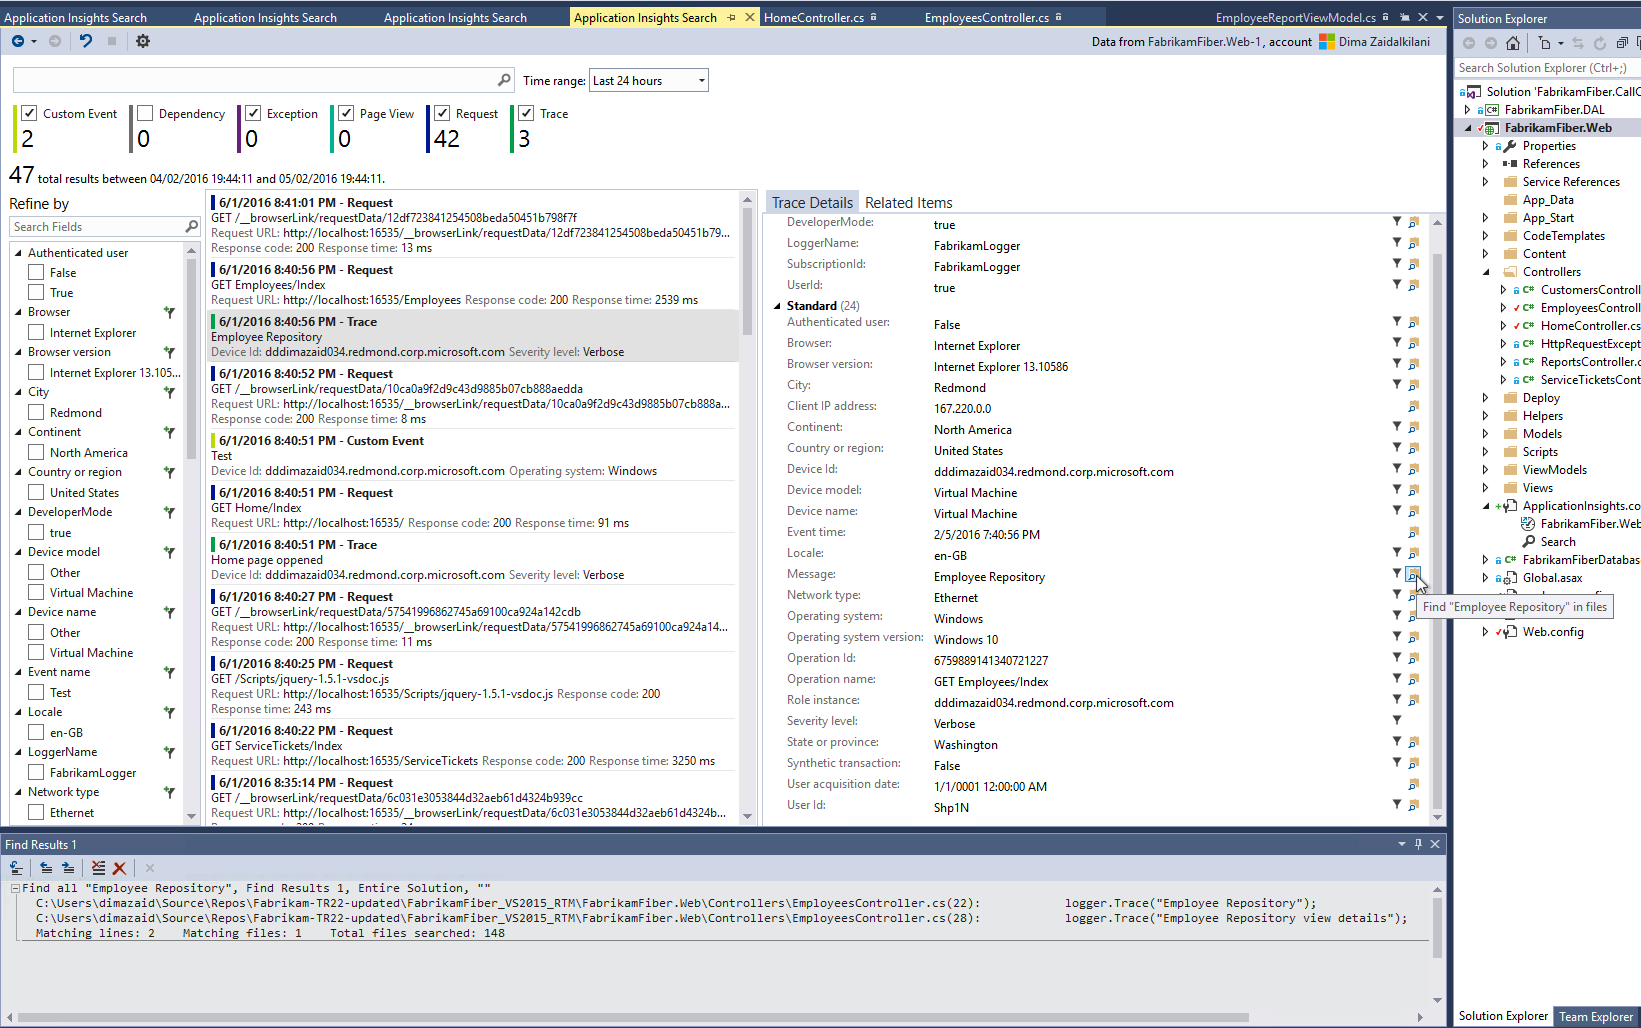 Application Insights Search
Application Insights Search
Application Insights Search
Application Insights Search
HomeController.cs
EmployeesController.cs
EmployeeReportViewModel.cs
Data from FabrikamFiber.Web-1, account Dima Zaidalkilani
Time range: Last 24 hours
Custom Event
2
Dependency
0
Exception
0
Page View
0
Request
42
Trace
3
47 total results between 04/02/2016 19:44:11 and 05/02/2016 19:44:11.
Refine by
Search Fields
Authenticated user
False
True
Browser
Internet Explorer
Browser version
Internet Explorer 13.105...
City
Redmond
Continent
North America
Country or region
United States
DeveloperMode
true
Device model
Other
Virtual Machine
Device name
Other
Virtual Machine
Event name
Test
Locale
en-GB
LoggerName
FabrikamLogger
Network type
Ethernet
6/1/2016 8:41:01 PM - Request
GET /__browserLink/requestData/12df723841254508beda50451b798f7f
Request URL: http://localhost:16535/__browserLink/requestData/12df723841254508beda50451b79...
Response code: 200 Response time: 13 ms
6/1/2016 8:40:56 PM - Request
GET Employees/Index
Request URL: http://localhost:16535/Employees Response code: 200 Response time: 2539 ms
6/1/2016 8:40:56 PM - Trace
Employee Repository
Device Id: dddimazaid034.redmond.corp.microsoft.com Severity level: Verbose
6/1/2016 8:40:52 PM - Request
GET /__browserLink/requestData/10ca0a9f2d9c43d9885b07cb888aedda
Request URL: http://localhost:16535/__browserLink/requestData/10ca0a9f2d9c43d9885b07cb888a...
Response code: 200 Response time: 8 ms
6/1/2016 8:40:51 PM - Custom Event
Test
Device Id: dddimazaid034.redmond.corp.microsoft.com Operating system: Windows
6/1/2016 8:40:51 PM - Request
GET Home/Index
Request URL: http://localhost:16535/ Response code: 200 Response time: 91 ms
6/1/2016 8:40:51 PM - Trace
Home page oppened
Device Id: dddimazaid034.redmond.corp.microsoft.com Severity level: Verbose
6/1/2016 8:40:27 PM - Request
GET /__browserLink/requestData/57541996862745a69100ca924a142cdb
Request URL: http://localhost:16535/__browserLink/requestData/57541996862745a69100ca924a14...
Response code: 200 Response time: 11 ms
6/1/2016 8:40:25 PM - Request
GET /Scripts/jquery-1.5.1-vsdoc.js
Request URL: http://localhost:16535/Scripts/jquery-1.5.1-vsdoc.js Response code: 200
Response time: 243 ms
6/1/2016 8:40:22 PM - Request
GET ServiceTickets/Index
Request URL: http://localhost:16535/ServiceTickets Response code: 200 Response time: 3250 ms
6/1/2016 8:35:14 PM - Request
GET /__browserLink/requestData/6c031e3053844d32aeb61d4324b939cc
Request URL: http://localhost:16535/__browserLink/requestData/6c031e3053844d32aeb61d4324b9...
Trace Details
Related Items
DeveloperMode: true
LoggerName: FabrikamLogger
SubscriptionId: FabrikamLogger
UserId: true
Standard (24)
Authenticated user: False
Browser: Internet Explorer
Browser version: Internet Explorer 13.10586
City: Redmond
Client IP address: 167.220.0.0
Continent: North America
Country or region: United States
Device Id: dddimazaid034.redmond.corp.microsoft.com
Device model: Virtual Machine
Device name: Virtual Machine
Event time: 2/5/2016 7:40:56 PM
Locale: en-GB
Message: Employee Repository
Network type: Ethernet
Operating system: Windows
Operating system version: Windows 10
Operation Id: 6759889141340721227
Operation name: GET Employees/Index
Role instance: dddimazaid034.redmond.corp.microsoft.com
Severity level: Verbose
State or province: Washington
Synthetic transaction: False
User acquisition date: 1/1/0001 12:00:00 AM
User Id: Shp1N
Find "Employee Repository" in files
Solution Explorer
Search Solution Explorer (Ctrl+;)
Solution 'FabrikamFiber.CallC
FabrikamFiber.DAL
FabrikamFiber.Web
Properties
References
Service References
App_Data
App_Start
CodeTemplates
Content
Controllers
CustomersControll
EmployeesControll
HomeController.cs
HttpRequestExcept
ReportsController.c
ServiceTicketsCont
Deploy
Helpers
Models
Scripts
ViewModels
Views
ApplicationInsights.co
FabrikamFiber.Web
Search
FabrikamFiberDatabas
Global.asax
Web.config
Solution Explorer
Team Explorer
Find Results 1
Find all "Employee Repository", Find Results 1, Entire Solution, ""
C:\Users\dimazaid\Source\Repos\Fabrikam-TR22-updated\FabrikamFiber_VS2015_RTM\FabrikamFiber.Web\Controllers\EmployeesController.cs(22): logger.Trace("Employee Repository");
C:\Users\dimazaid\Source\Repos\Fabrikam-TR22-updated\FabrikamFiber_VS2015_RTM\FabrikamFiber.Web\Controllers\EmployeesController.cs(28): logger.Trace("Employee Repository view details");
Matching lines: 2 Matching files: 1 Total files searched: 148